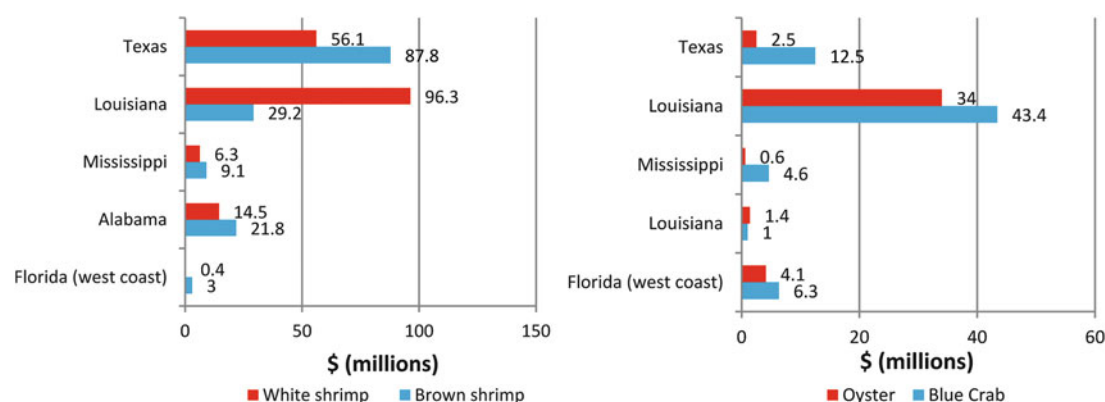 Texas
56.1
87.8
Louisiana
96.3
29.2
Mississippi
6.3
9.1
Alabama
14.5
21.8
Florida (west coast)
0.4
3
0 50 100 150
$ (millions)
White shrimp Brown shrimp
Texas
2.5
12.5
Louisiana
34
43.4
Mississippi
0.6
4.6
Louisiana
1.4
1
Florida (west coast)
4.1
6.3
0 20 40 60
$ (millions)
Oyster Blue Crab